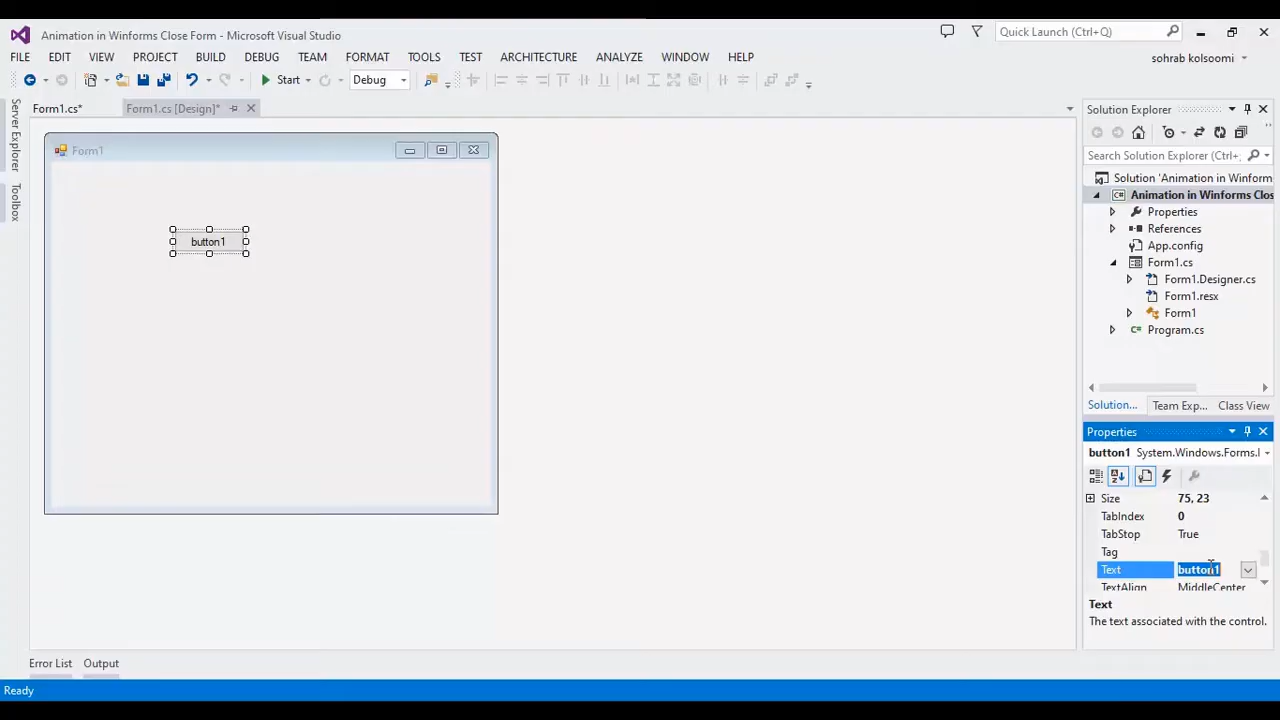 Animation in Winforms Close Form - Microsoft Visual Studio
Quick Launch (Ctrl+Q)
FILE EDIT VIEW PROJECT BUILD DEBUG TEAM FORMAT TOOLS TEST ARCHITECTURE ANALYZE WINDOW HELP
sohrab kolsoomi
Start Debug
Server Explorer
Toolbox
Form1.cs*
Form1.cs [Design]*
Form1
button1
Solution Explorer
Search Solution Explorer (Ctrl+;
Solution 'Animation in Winform
Animation in Winforms Clos
Properties
References
App.config
Form1.cs
Form1.Designer.cs
Form1.resx
Form1
Program.cs
Solution... Team Exp... Class View
Properties
button1 System.Windows.Forms.
Size 75, 23
TabIndex 0
TabStop True
Tag
Text button1
TextAlign MiddleCenter
Text
The text associated with the control.
Error List Output
Ready